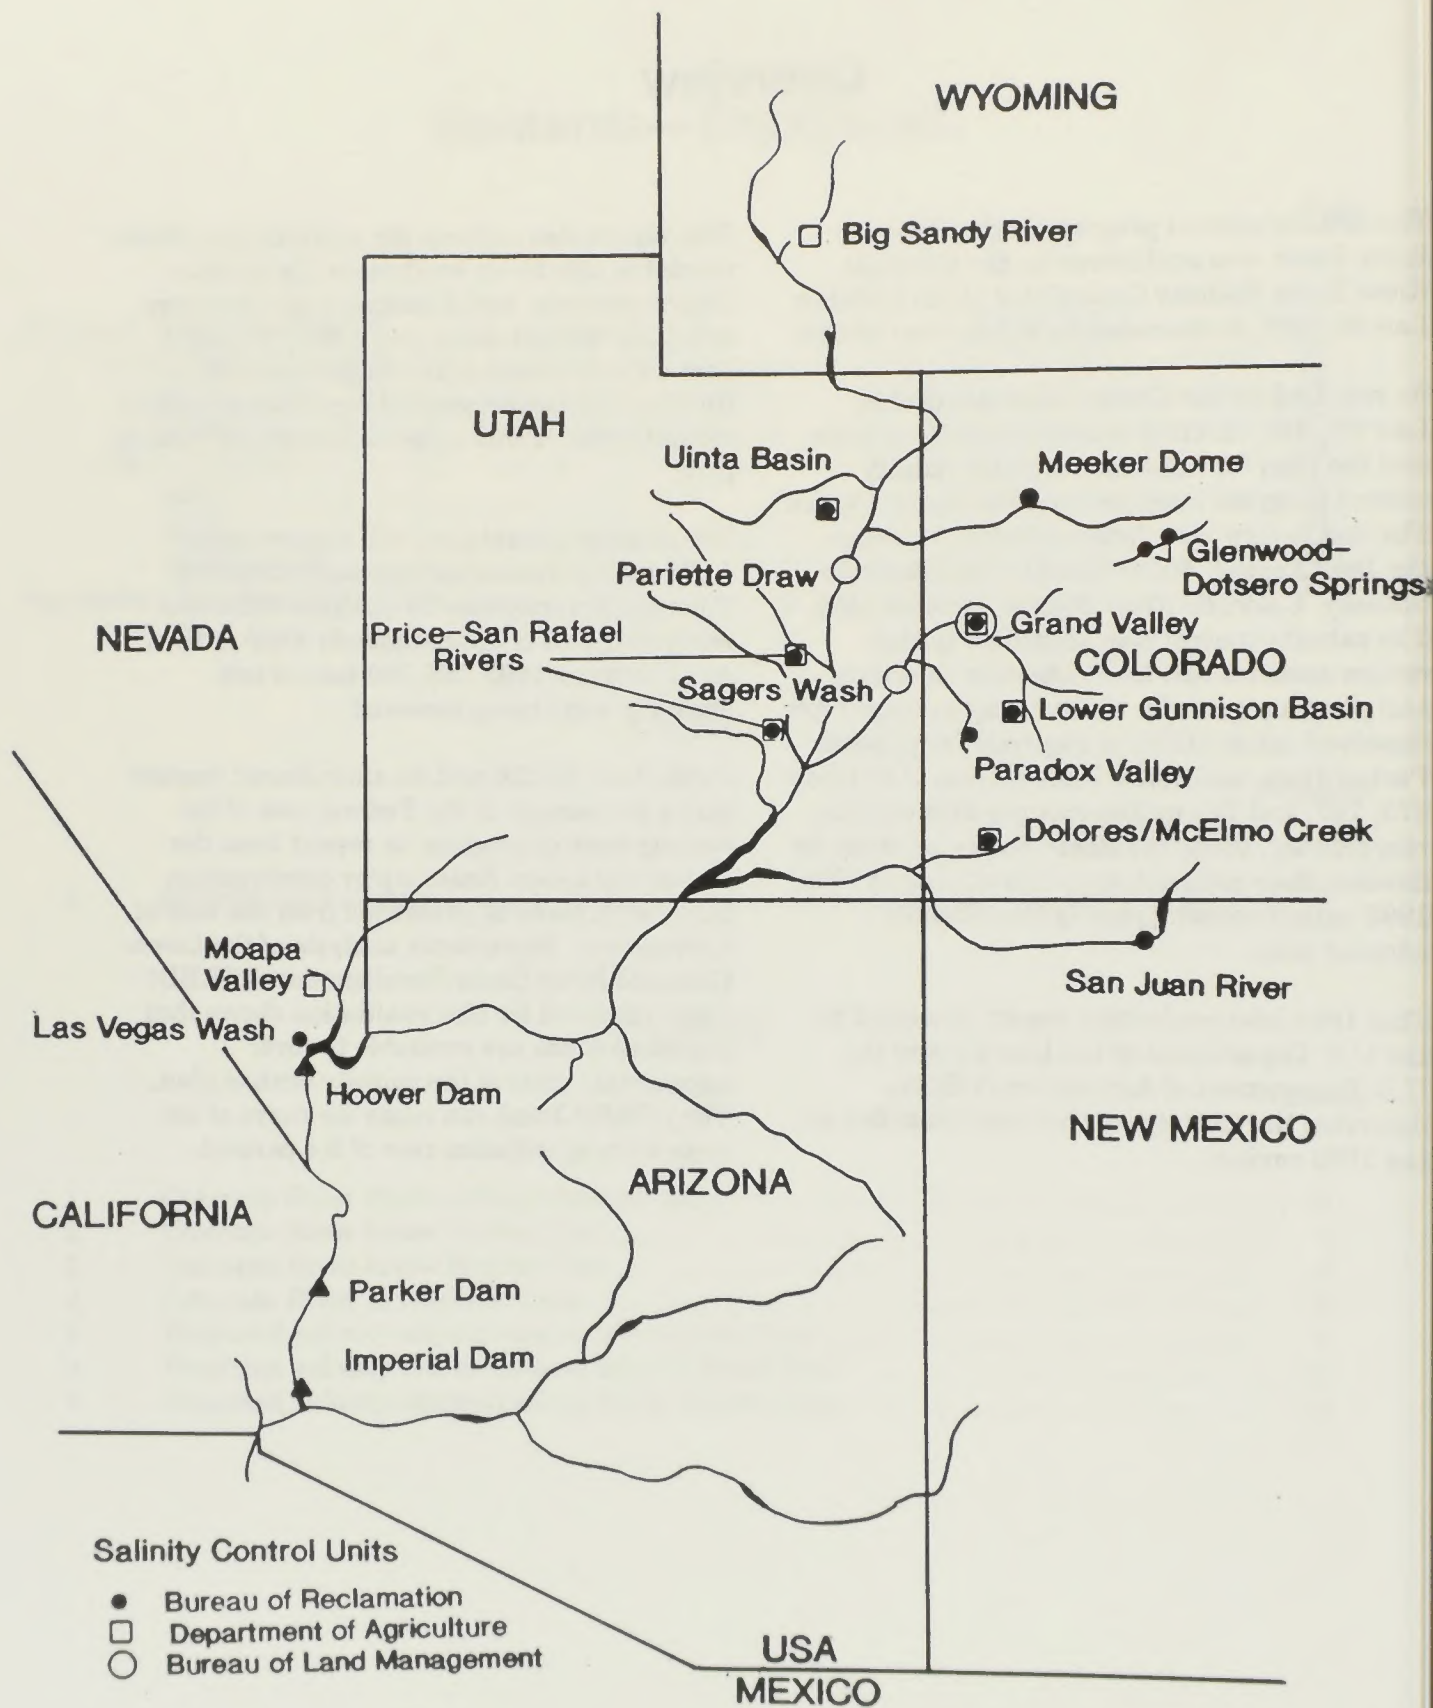 WYOMING
Big Sandy River
UTAH
Uinta Basin
Meeker Dome
Glenwood-
Dotsero Springs
Pariette Draw
Grand Valley
NEVADA
Price-San Rafael
Rivers
COLORADO
Sagers Wash
Lower Gunnison Basin
Paradox Valley
Dolores/McElmo Creek
Moapa
Valley
San Juan River
Las Vegas Wash
Hoover Dam
NEW MEXICO
ARIZONA
CALIFORNIA
Parker Dam
Imperial Dam
Salinity Control Units
Bureau of Reclamation
Department of Agriculture
Bureau of Land Management
USA
MEXICO